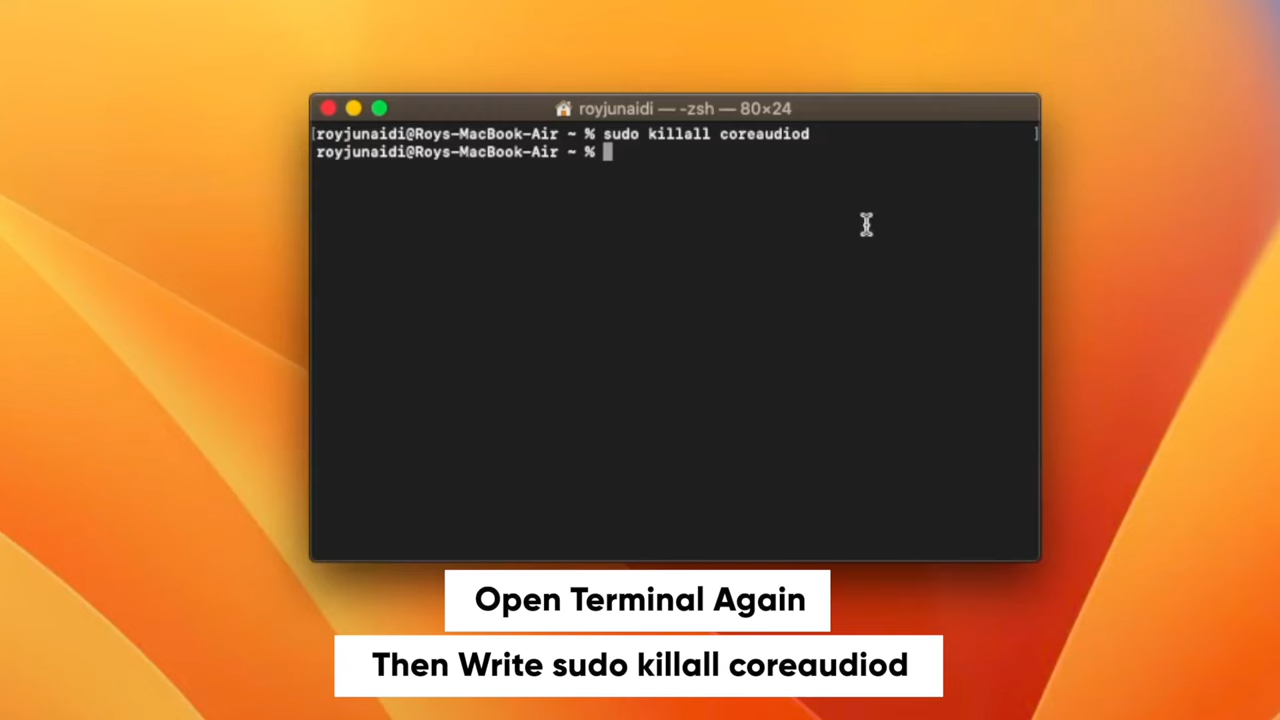 royjunaidi — -zsh — 80×24
[royjunaidi@Roys-MacBook-Air ~ % sudo killall coreaudiod ]
royjunaidi@Roys-MacBook-Air ~ %
Open Terminal Again
Then Write sudo killall coreaudiod